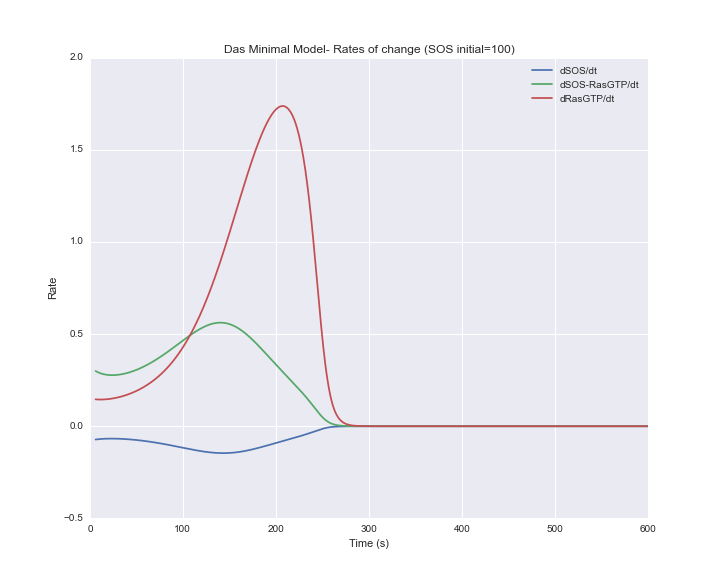 Das Minimal Model- Rates of change (SOS initial=100)
2.0
dSOS/dt
dSOS-RasGTP/dt
dRasGTP/dt
1.5
1.0
Rate
0.5
0.0
−0.5
0 100 200 300 400 500 600
Time (s)